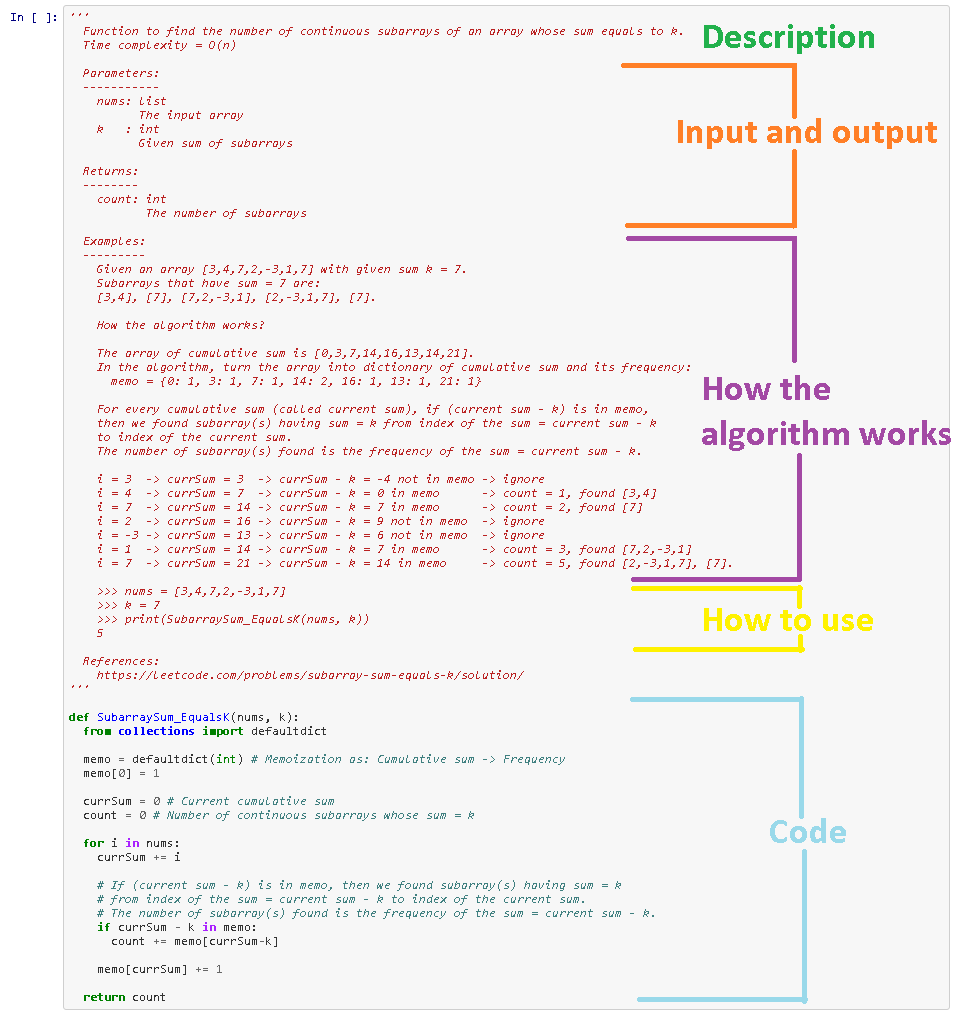 In [ ]: '''
Function to find the number of continuous subarrays of an array whose sum equals to k.
Time complexity = O(n)
Description
Parameters:
-----------
nums: list
The input array
k   : int
Given sum of subarrays
Input and output
Returns:
--------
count: int
The number of subarrays
Examples:
---------
Given an array [3,4,7,2,-3,1,7] with given sum k = 7.
Subarrays that have sum = 7 are:
[3,4], [7], [7,2,-3,1], [2,-3,1,7], [7].
How the algorithm works?
The array of cumulative sum is [0,3,7,14,16,13,14,21].
In the algorithm, turn the array into dictionary of cumulative sum and its frequency:
memo = {0: 1, 3: 1, 7: 1, 14: 2, 16: 1, 13: 1, 21: 1}
For every cumulative sum (called current sum), if (current sum - k) is in memo,
then we found subarray(s) having sum = k from index of the sum = current sum - k
to index of the current sum.
The number of subarray(s) found is the frequency of the sum = current sum - k.
How the
algorithm works
i = 3  -> currSum = 3  -> currSum - k = -4 not in memo -> ignore
i = 4  -> currSum = 7  -> currSum - k = 0 in memo      -> count = 1, found [3,4]
i = 7  -> currSum = 14 -> currSum - k = 7 in memo      -> count = 2, found [7]
i = 2  -> currSum = 16 -> currSum - k = 9 not in memo  -> ignore
i = -3 -> currSum = 13 -> currSum - k = 6 not in memo  -> ignore
i = 1  -> currSum = 14 -> currSum - k = 7 in memo      -> count = 3, found [7,2,-3,1]
i = 7  -> currSum = 21 -> currSum - k = 14 in memo     -> count = 5, found [2,-3,1,7], [7].
>>> nums = [3,4,7,2,-3,1,7]
>>> k = 7
>>> print(SubarraySum_EqualsK(nums, k))
5
How to use
References:
https://leetcode.com/problems/subarray-sum-equals-k/solution/
'''
def SubarraySum_EqualsK(nums, k):
from collections import defaultdict
memo = defaultdict(int) # Memoization as: Cumulative sum -> Frequency
memo[0] = 1
currSum = 0 # Current cumulative sum
count = 0 # Number of continuous subarrays whose sum = k
Code
for i in nums:
currSum += i
# If (current sum - k) is in memo, then we found subarray(s) having sum = k
# from index of the sum = current sum - k to index of the current sum.
# The number of subarray(s) found is the frequency of the sum = current sum - k.
if currSum - k in memo:
count += memo[currSum-k]
memo[currSum] += 1
return count